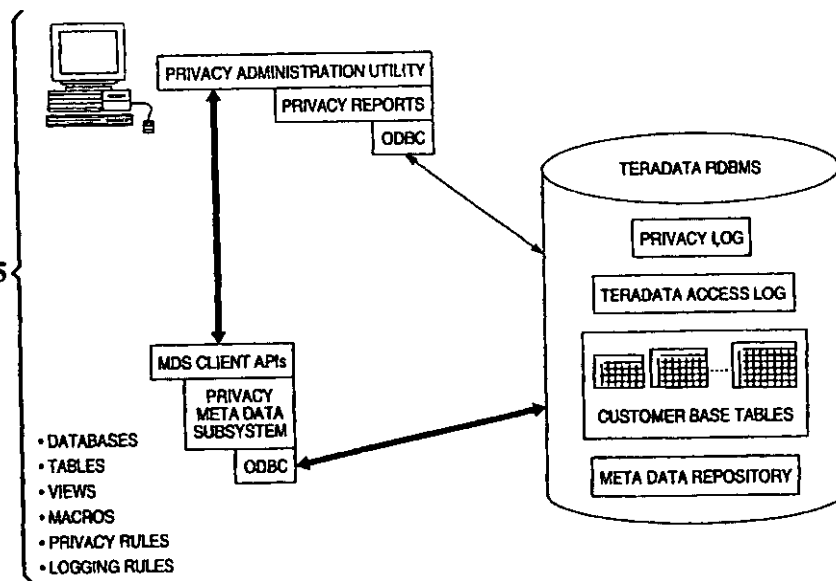 PRIVACY ADMINISTRATION UTILITY
PRIVACY REPORTS
ODBC
TERADATA RDBMS
PRIVACY LOG
TERADATA ACCESS LOG
CUSTOMER BASE TABLES
META DATA REPOSITORY
5
MDS CLIENT APIs
PRIVACY
META DATA
SUBSYSTEM
ODBC
• DATABASES
• TABLES
• VIEWS
• MACROS
• PRIVACY RULES
• LOGGING RULES